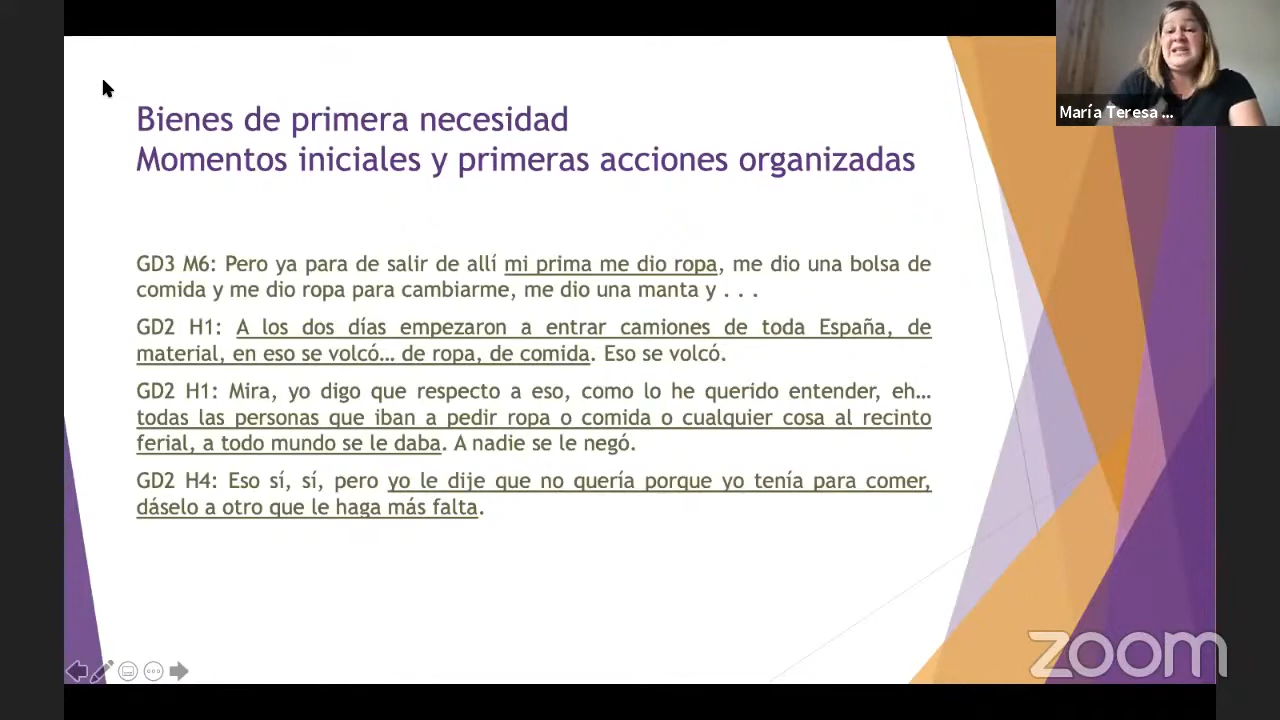 María Teresa ...
Bienes de primera necesidad
Momentos iniciales y primeras acciones organizadas
GD3 M6: Pero ya para de salir de allí mi prima me dio ropa, me dio una bolsa de
comida y me dio ropa para cambiarme, me dio una manta y . . .
GD2 H1: A los dos días empezaron a entrar camiones de toda España, de
material, en eso se volcó... de ropa, de comida. Eso se volcó.
GD2 H1: Mira, yo digo que respecto a eso, como lo he querido entender, eh...
todas las personas que iban a pedir ropa o comida o cualquier cosa al recinto
ferial, a todo mundo se le daba. A nadie se le negó.
GD2 H4: Eso sí, sí, pero yo le dije que no quería porque yo tenía para comer,
dáselo a otro que le haga más falta.
zoom